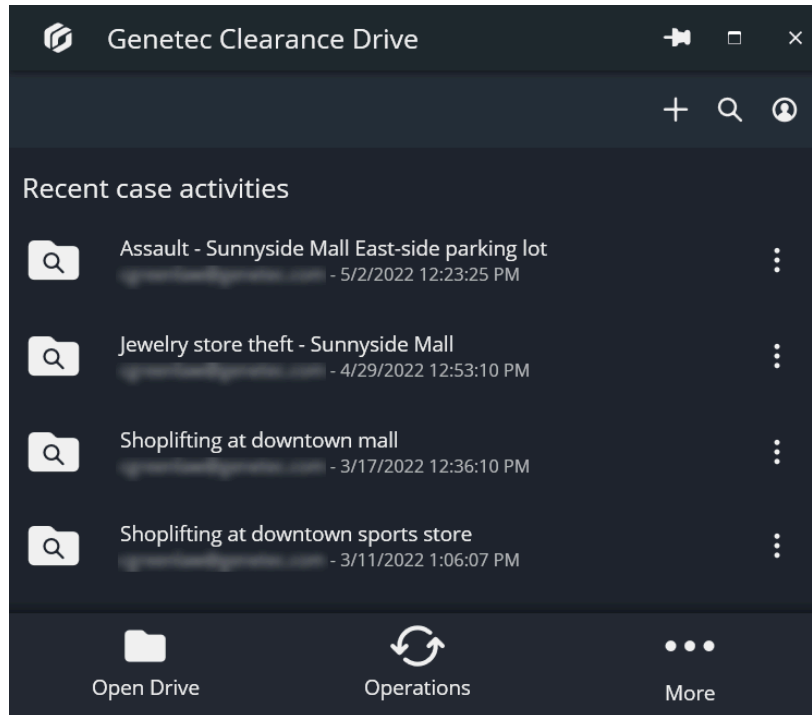 Genetec Clearance Drive
Recent case activities
Assault - Sunnyside Mall East-side parking lot
- 5/2/2022 12:23:25 PM
Jewelry store theft - Sunnyside Mall
- 4/29/2022 12:53:10 PM
Shoplifting at downtown mall
- 3/17/2022 12:36:10 PM
Shoplifting at downtown sports store
- 3/11/2022 1:06:07 PM
Open Drive
Operations
More